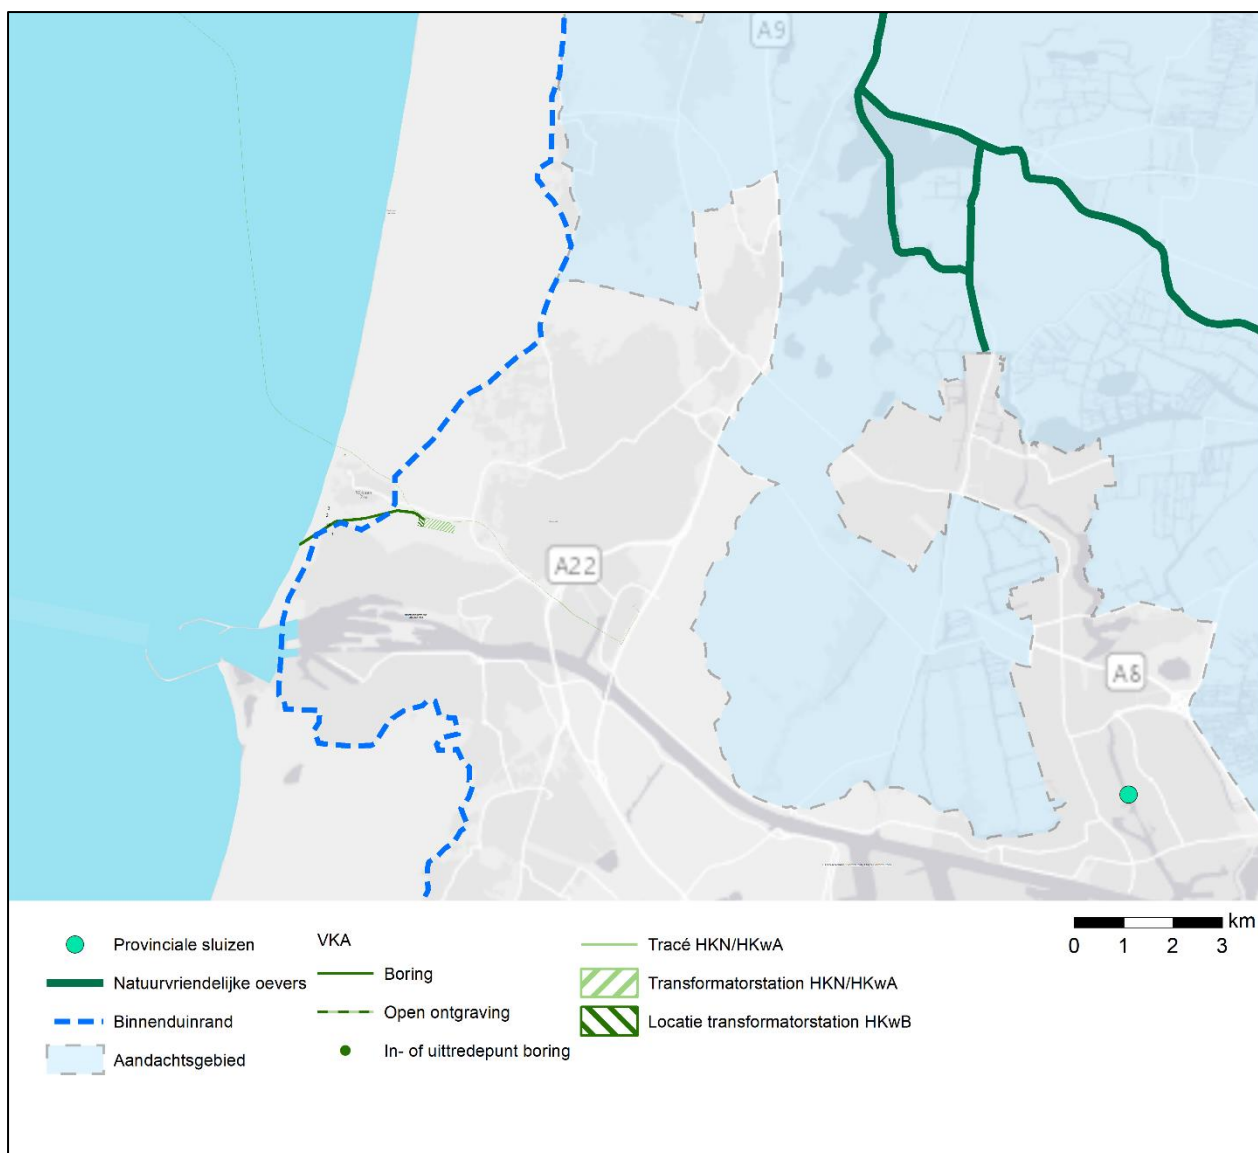 A9
A22
A8
km
0 1 2 3
Provinciale sluizen
Natuurvriendelijke oevers
Binnenduinrand
Aandachtsgebied
VKA
Boring
Open ontgraving
In- of uittredepunt boring
Tracé HKN/HKwA
Transformatorstation HKN/HKwA
Locatie transformatorstation HKwB